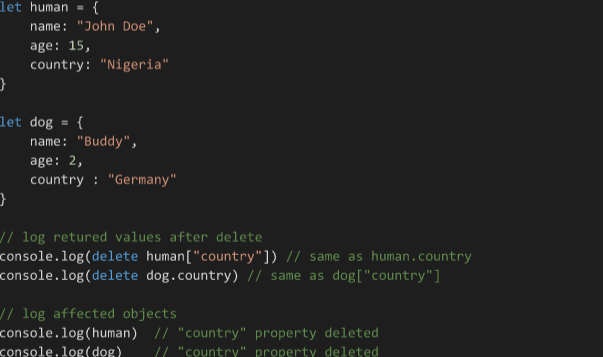 let human = {
    name: "John Doe",
    age: 15,
    country: "Nigeria"
}
let dog = {
    name: "Buddy",
    age: 2,
    country : "Germany"
}
// log retured values after delete
console.log(delete human["country"]) // same as human.country
console.log(delete dog.country) // same as dog["country"]
// log affected objects
console.log(human)  // "country" property deleted
console.log(dog)    // "country" property deleted